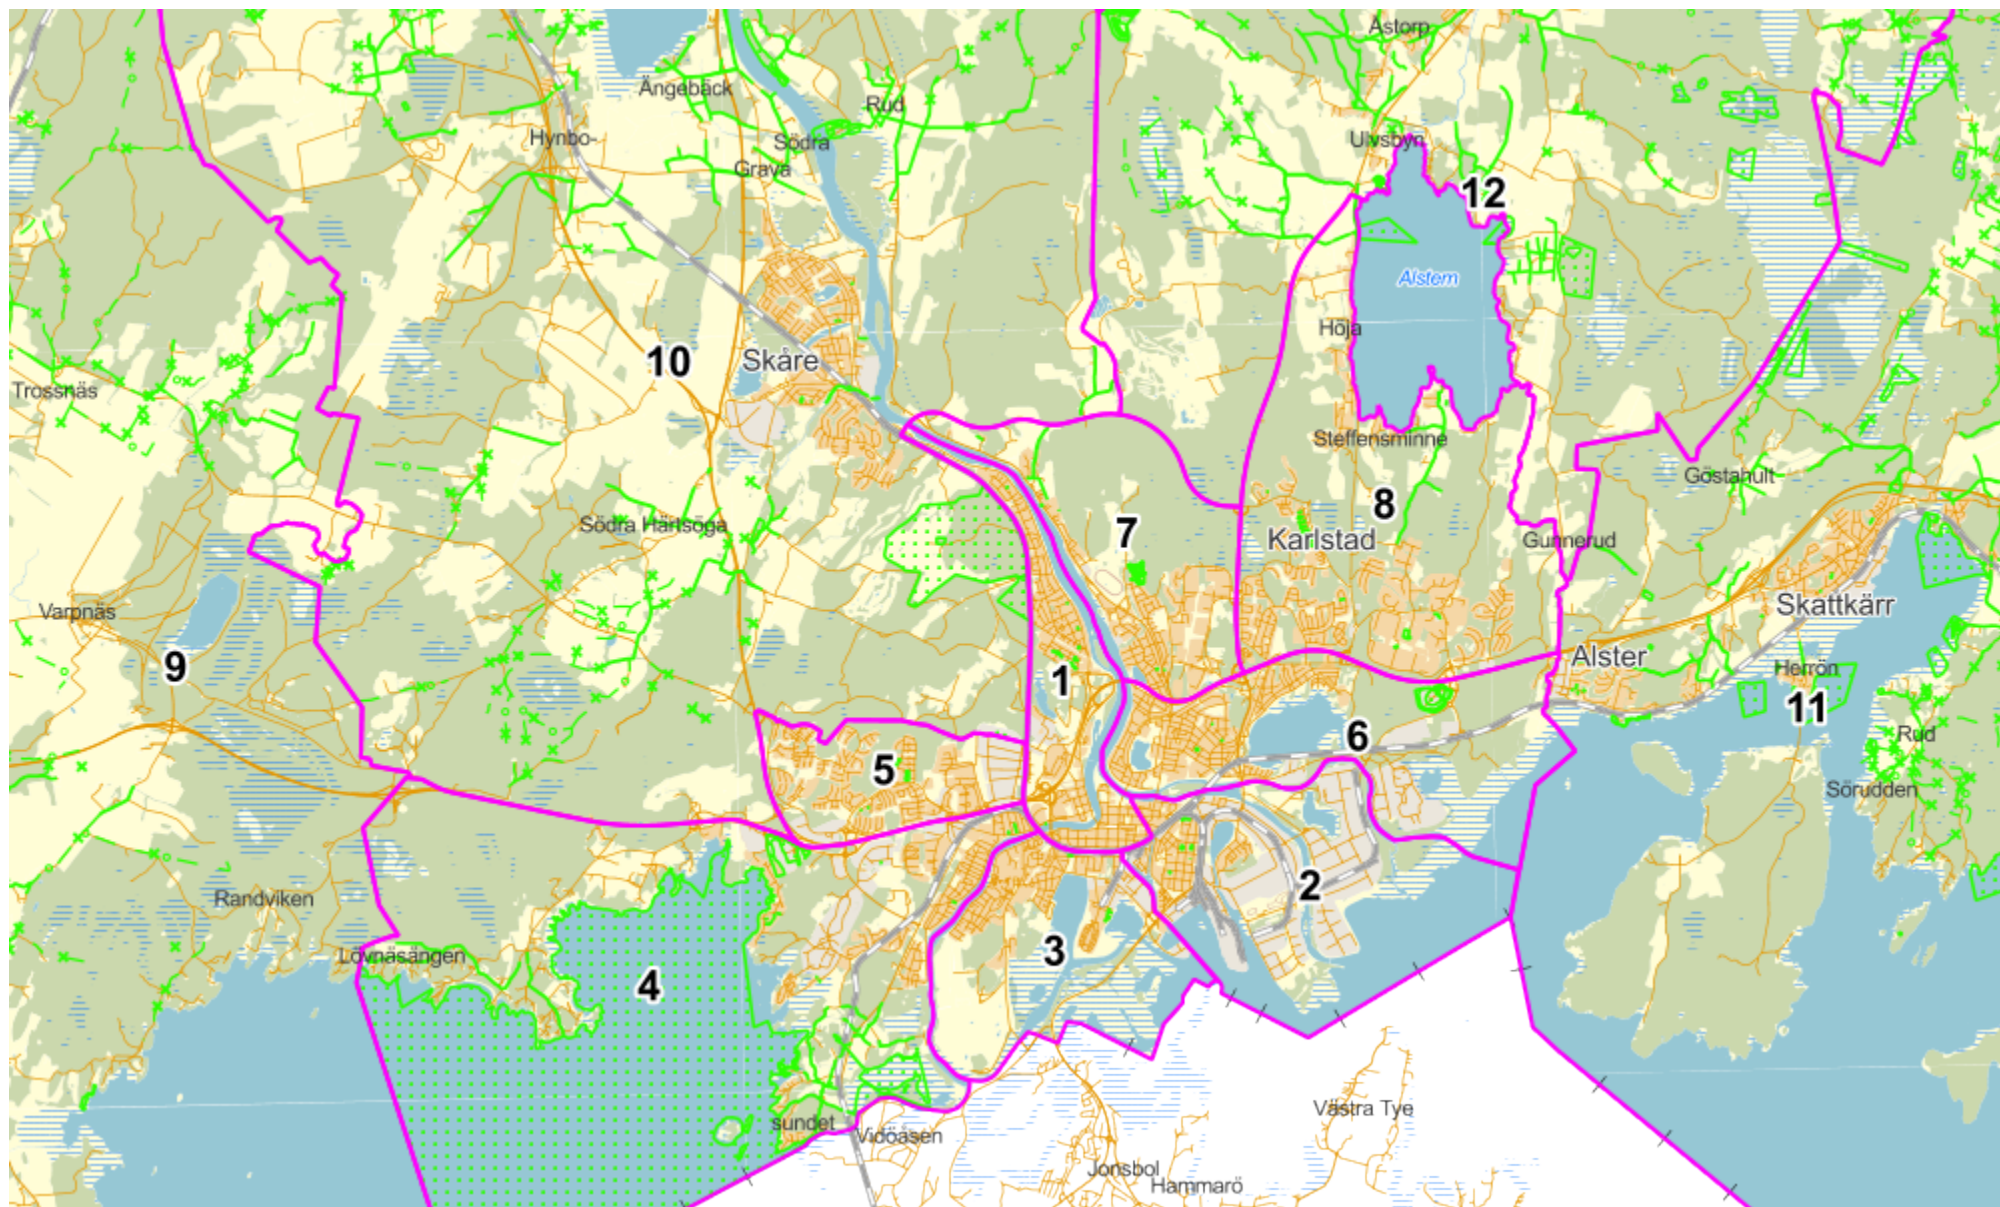 Åstorp
Ängebäck
Rud
Hynbo-
Södra
Ulvsbyn
Grava
12
Alstern
Höja
10
Skåre
Trossnäs
Steffensminne
Göstahult
8
Södra Härtsöga
7
Karlstad
Gunnerud
Skattkärr
Varpnäs
Alster
9
Herrön
1
11
6
Rud
5
Sörudden
2
Randviken
3
Lövnäsängen
4
Västra Tye
sundet
Vidöåsen
Jonsbol
Hammarö